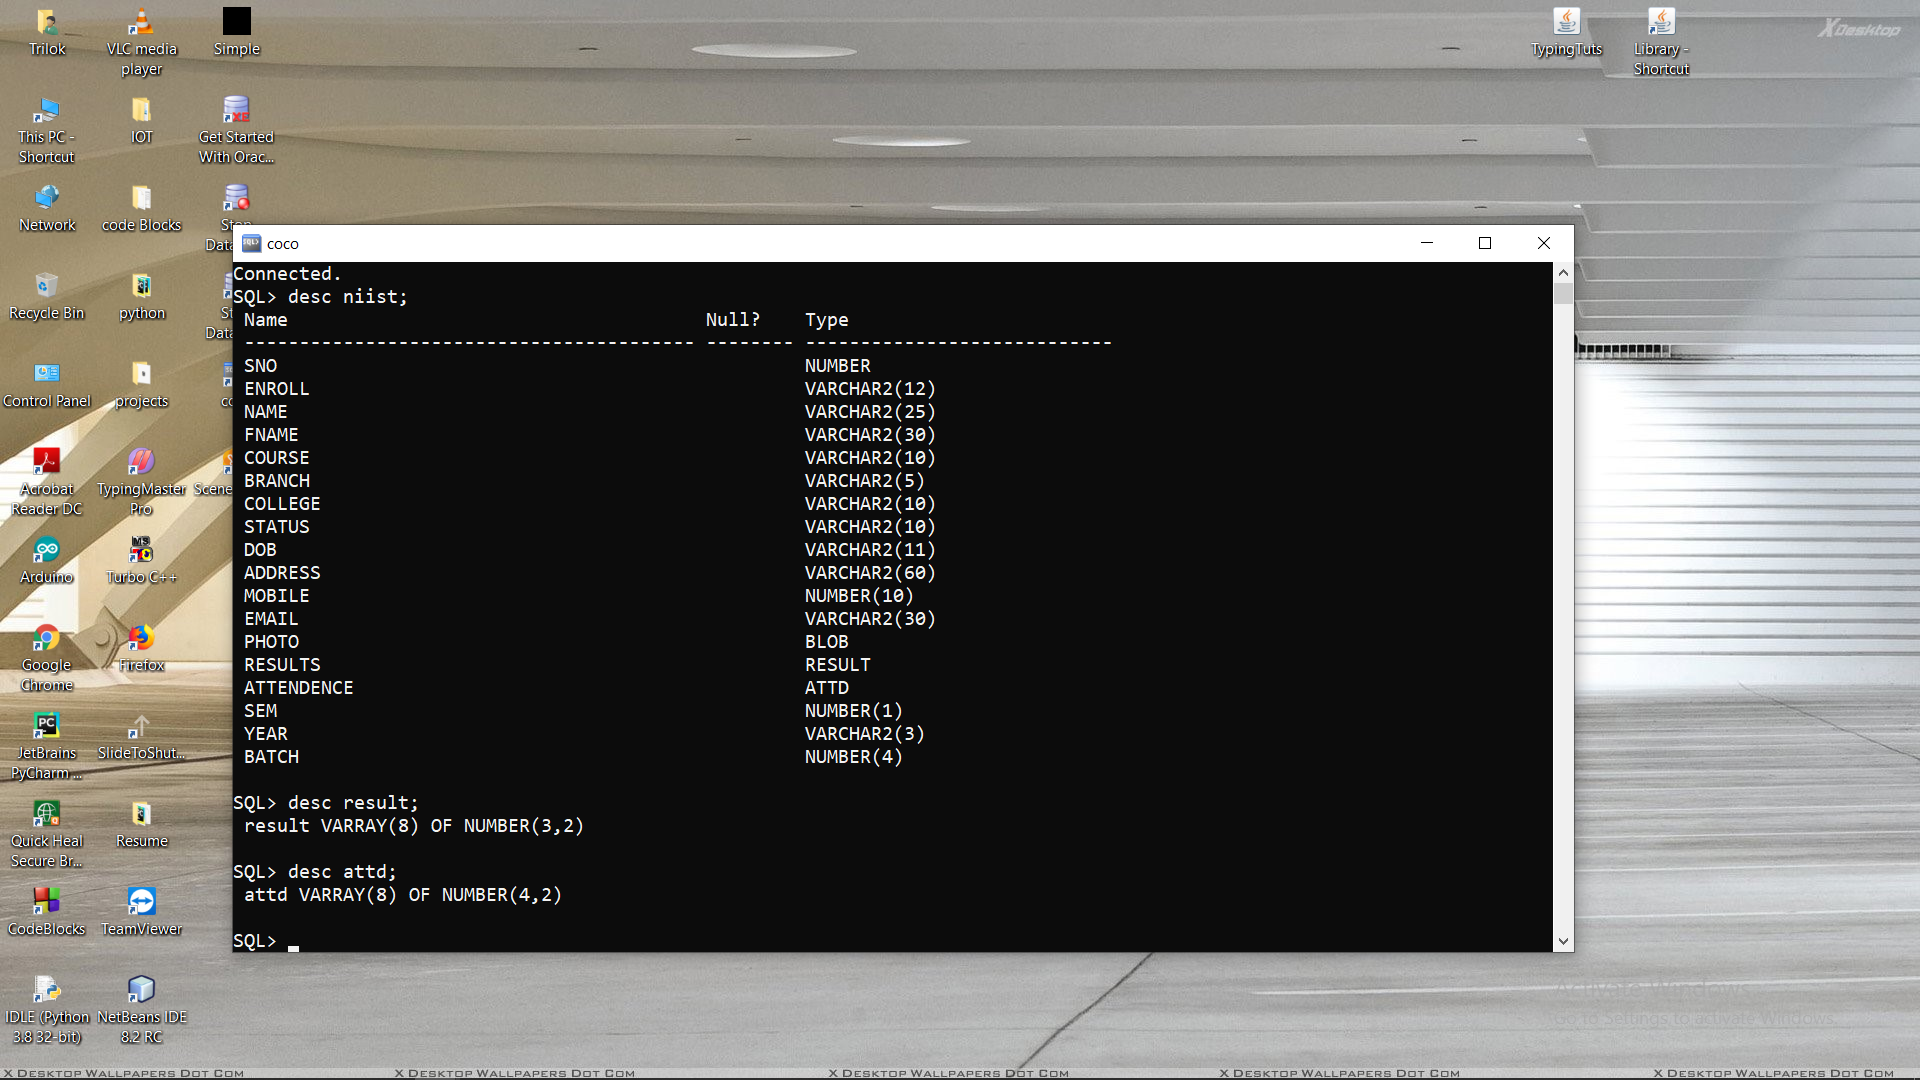 Trilok
VLC media
player
Simple
TypingTuts
Library -
Shortcut
XDesktop
This PC -
Shortcut
IOT
Get Started
With Orac...
Network
code Blocks
Stop
Data
Recycle Bin
python
St
Data
Control Panel
projects
co
Acrobat
Reader DC
TypingMaster
Pro
Scene
Arduino
Turbo C++
Google
Chrome
Firefox
JetBrains
PyCharm ...
SlideToShut...
Quick Heal
Secure Br...
Resume
CodeBlocks
TeamViewer
IDLE (Python
3.8 32-bit)
NetBeans IDE
8.2 RC
coco
Connected.
SQL> desc niist;
Name Null? Type
----------------------------------------- -------- ----------------------------
SNO NUMBER
ENROLL VARCHAR2(12)
NAME VARCHAR2(25)
FNAME VARCHAR2(30)
COURSE VARCHAR2(10)
BRANCH VARCHAR2(5)
COLLEGE VARCHAR2(10)
STATUS VARCHAR2(10)
DOB VARCHAR2(11)
ADDRESS VARCHAR2(60)
MOBILE NUMBER(10)
EMAIL VARCHAR2(30)
PHOTO BLOB
RESULTS RESULT
ATTENDENCE ATTD
SEM NUMBER(1)
YEAR VARCHAR2(3)
BATCH NUMBER(4)
SQL> desc result;
result VARRAY(8) OF NUMBER(3,2)
SQL> desc attd;
attd VARRAY(8) OF NUMBER(4,2)
SQL>
Activate Windows
Go to Settings to activate Windows.
X Desktop Wallpapers Dot Com X Desktop Wallpapers Dot Com X Desktop Wallpapers Dot Com X Desktop Wallpapers Dot Com X Desktop Wallpapers Dot Com